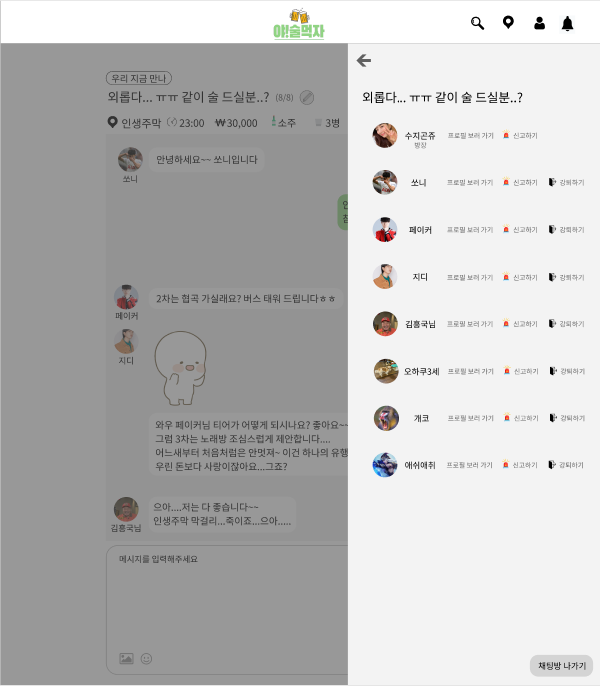 야!술먹자
우리 지금 만나
외롭다... ㅠㅠ 같이 술 드실분..? (8/8)
인생주막 23:00 ₩30,000 소주 3병
안녕하세요~~ 쏘니입니다
쏘니
2차는 협곡 가실래요? 버스 태워 드립니다ㅎㅎ
페이커
지디
와우 페이커님 티어가 어떻게 되시나요? 좋아요~~
그럼 3차는 노래방 조심스럽게 제안합니다....
어느새부터 처음처럼은 안멋져~ 이건 하나의 유행
우린 돈보다 사랑이잖아요...그죠?
으아....저는 다 좋습니다~~
인생주막 막걸리...죽이죠...으아.....
김흥국님
메시지를 입력해주세요
외롭다... ㅠㅠ 같이 술 드실분..?
수지곤쥬 프로필 보러 가기 신고하기
방장
쏘니 프로필 보러 가기 신고하기 강퇴하기
페이커 프로필 보러 가기 신고하기 강퇴하기
지디 프로필 보러 가기 신고하기 강퇴하기
김흥국님 프로필 보러 가기 신고하기 강퇴하기
오하쿠3세 프로필 보러 가기 신고하기 강퇴하기
개코 프로필 보러 가기 신고하기 강퇴하기
애쉬애취 프로필 보러 가기 신고하기 강퇴하기
채팅방 나가기